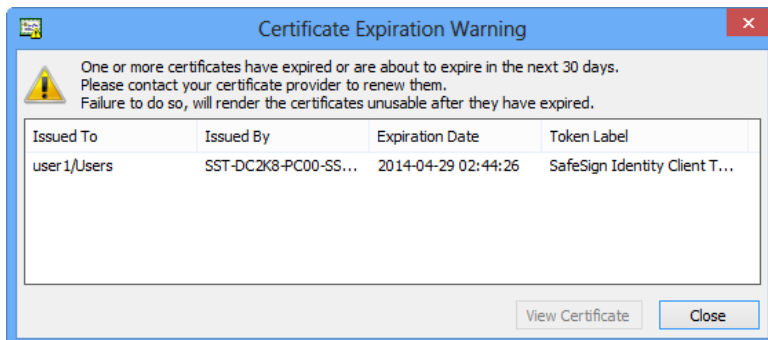 Certificate Expiration Warning
One or more certificates have expired or are about to expire in the next 30 days.
Please contact your certificate provider to renew them.
Failure to do so, will render the certificates unusable after they have expired.
Issued To Issued By Expiration Date Token Label
user1/Users SST-DC2K8-PC00-SS... 2014-04-29 02:44:26 SafeSign Identity Client T...
View Certificate Close